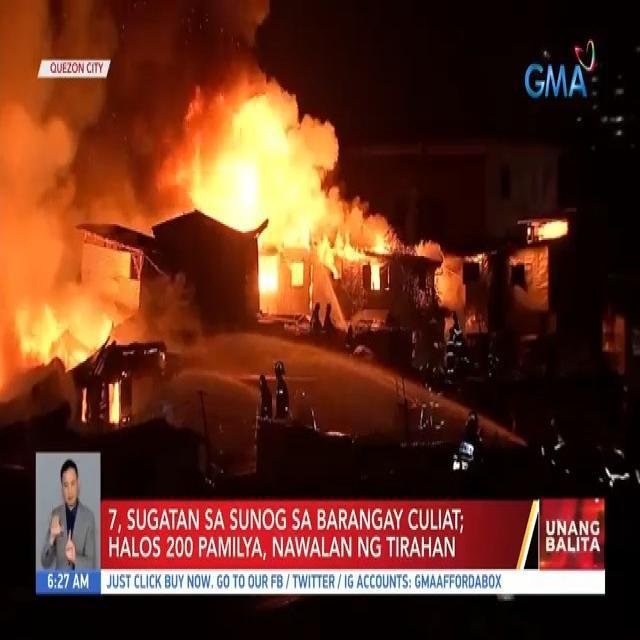 QUEZON CITY
GMA
7, SUGATAN SA SUNOG SA BARANGAY CULIAT;
HALOS 200 PAMILYA, NAWALAN NG TIRAHAN
UNANG
BALITA
6:27 AM
JUST CLICK BUY NOW. GO TO OUR FB / TWITTER / IG ACCOUNTS: GMAAFFORDABOX